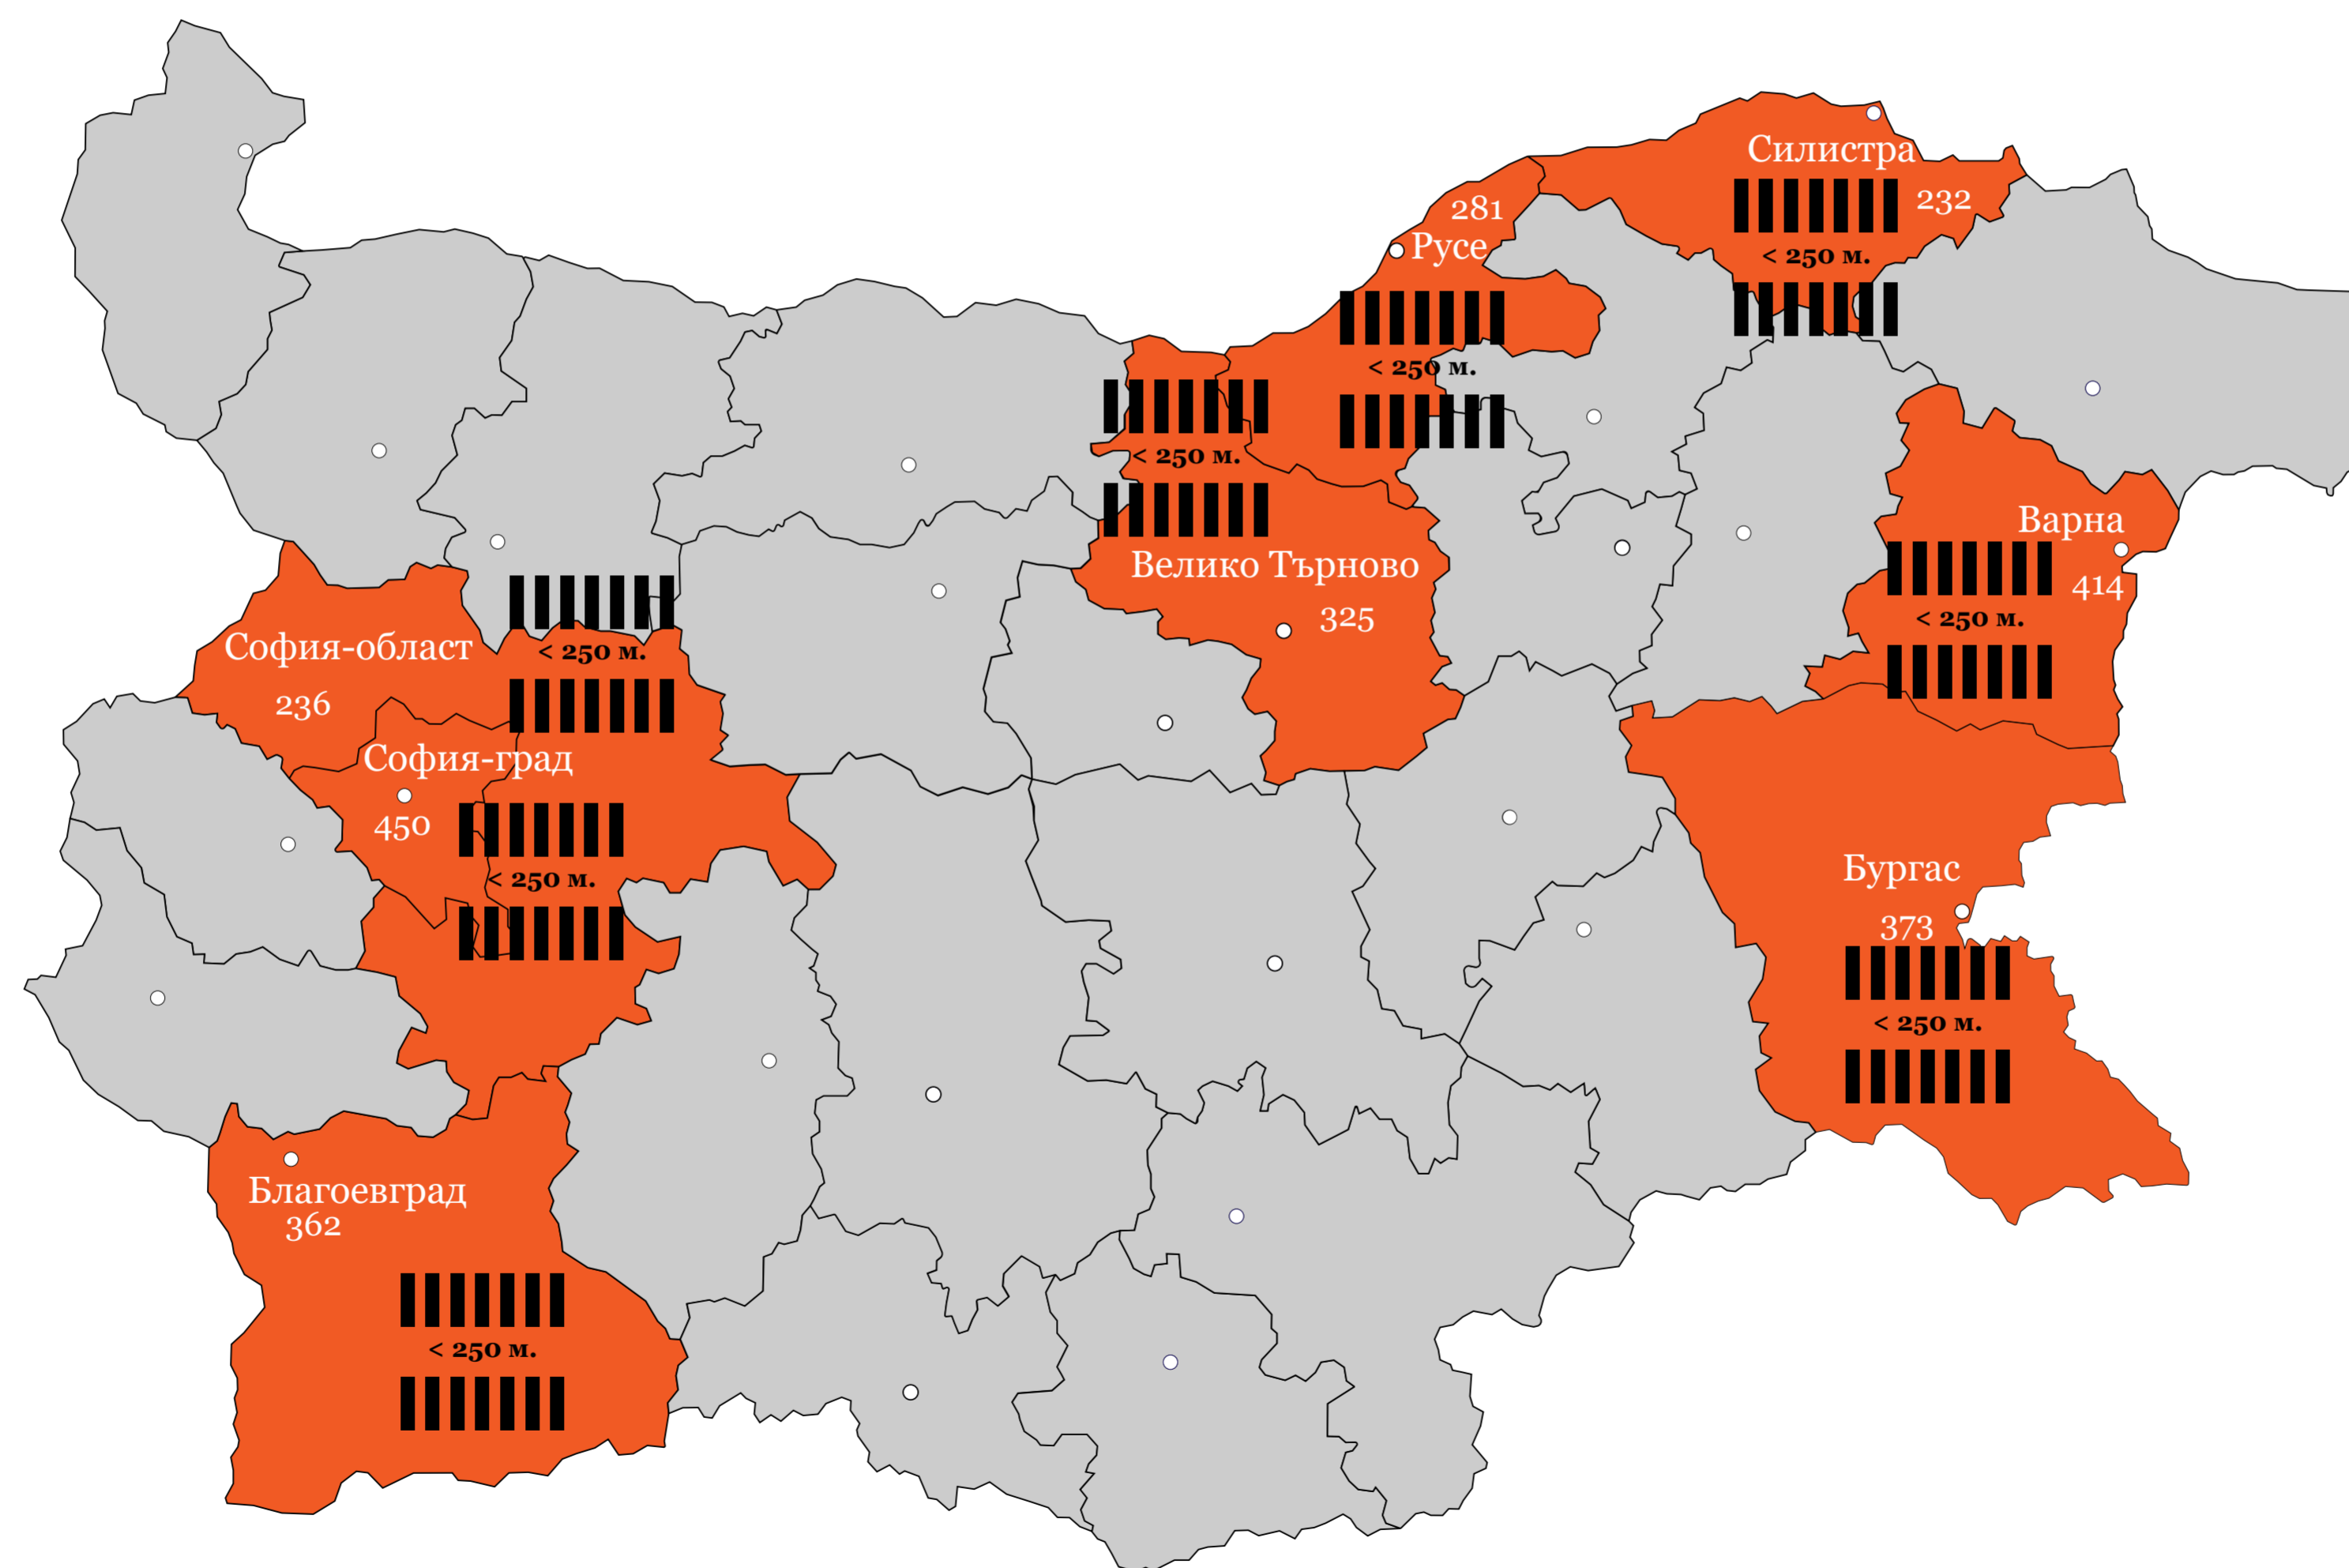 Силистра
232
< 250 м.
281
Русе
< 250 м.
< 250 м.
Велико Търново
325
Варна
414
< 250 м.
София-област
236
< 250 м.
София-град
450
< 250 м.
Бургас
373
< 250 м.
Благоевград
362
< 250 м.